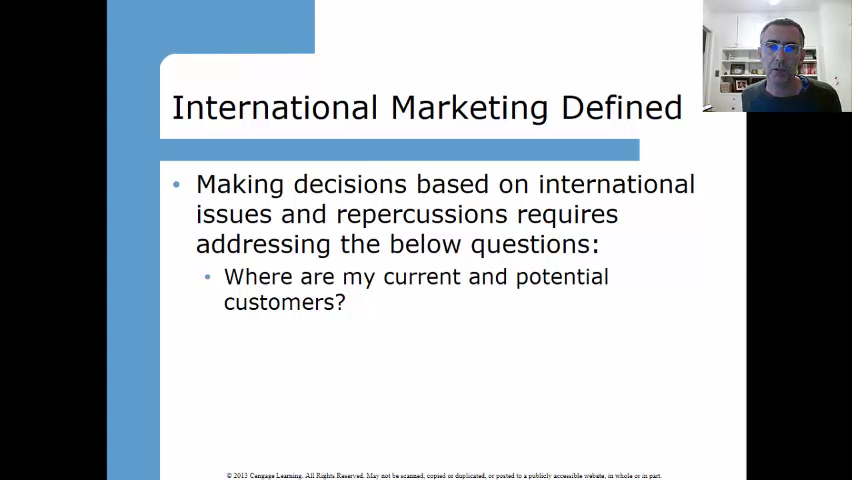 International Marketing Defined
• Making decisions based on international
issues and repercussions requires
addressing the below questions:
• Where are my current and potential
customers?
© 2013 Cengage Learning. All Rights Reserved. May not be scanned, copied or duplicated, or posted to a publicly accessible website, in whole or in part.